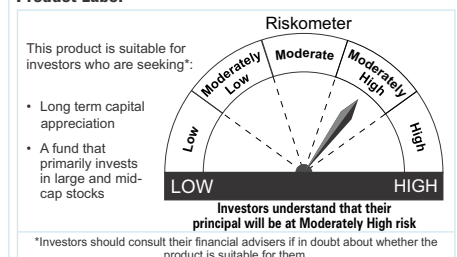 Product Label
Riskometer
This product is suitable for
investors who are seeking*:
• Long term capital
appreciation
• A fund that
primarily invests
in large and mid-
cap stocks
Low
Moderately
Low
Moderate
Moderately
High
High
LOW
HIGH
Investors understand that their
principal will be at Moderately High risk
*Investors should consult their financial advisers if in doubt about whether the
product is suitable for them